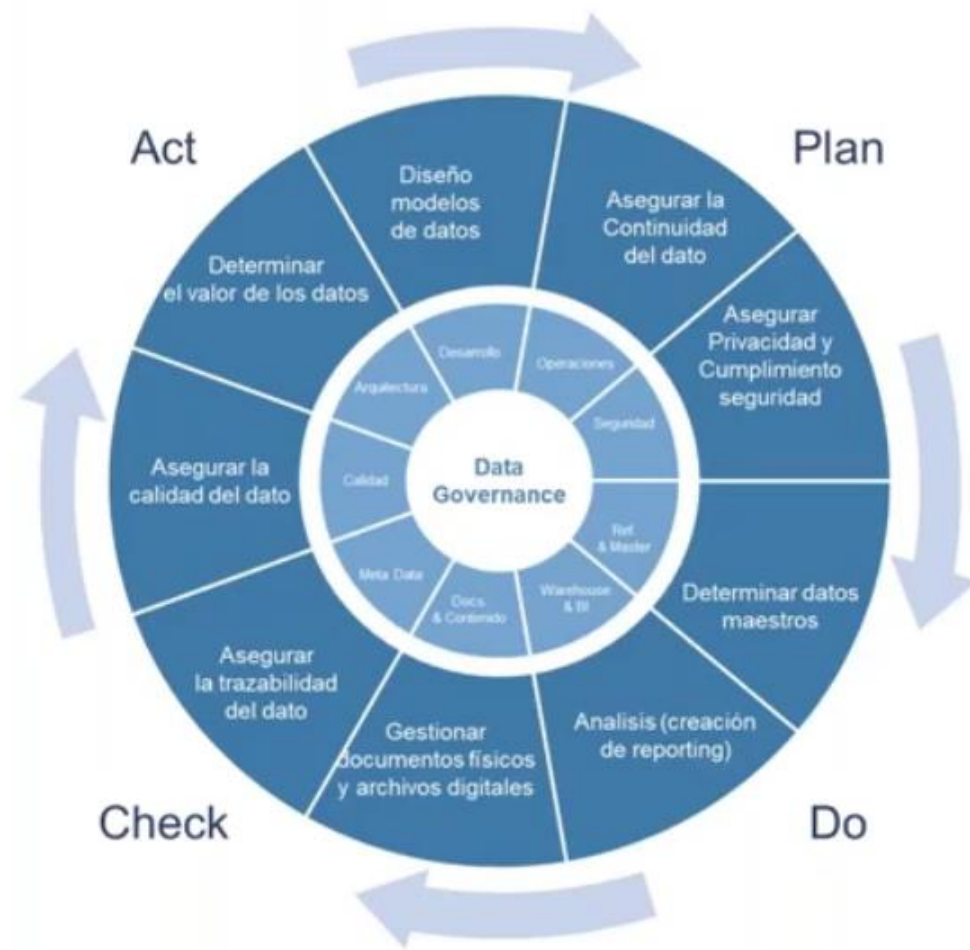 Act
Plan
Diseño
modelos
de datos
Asegurar la
Continuidad
del dato
Asegurar
Privacidad y
Cumplimiento
seguridad
Determinar datos
maestros
Analisis (creación
de reporting)
Gestionar
documentos físicos
y archivos digitales
Asegurar
la trazabilidad
del dato
Asegurar la
calidad del dato
Determinar
el valor de los datos
Desarrollo
Operaciones
Seguridad
Ref.
& Master
Warehouse
& BI
Docs.
& Contenido
Meta Data
Calidad
Arquitectura
Data
Governance
Check
Do